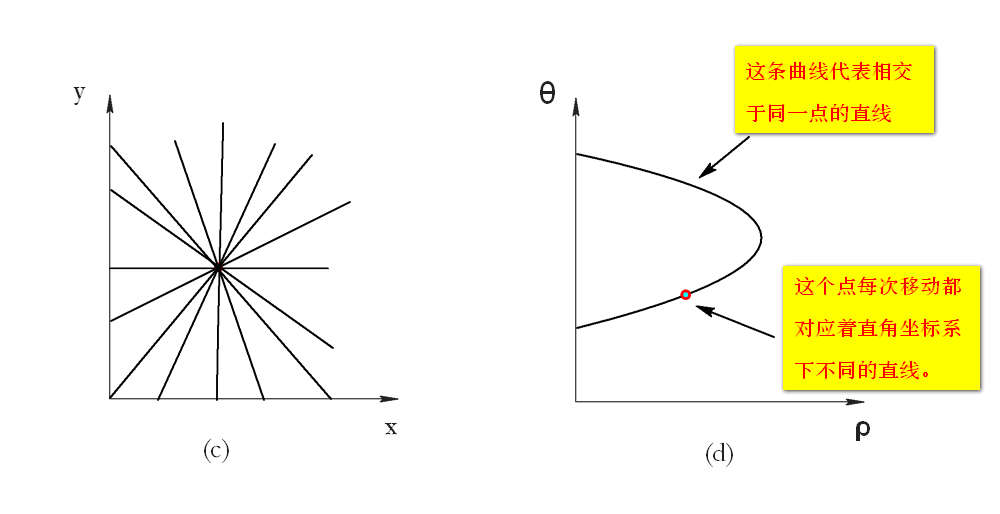 y
x
(c)
θ
这条曲线代表相交
于同一点的直线
这个点每次移动都
对应着直角坐标系
下不同的直线。
ρ
(d)